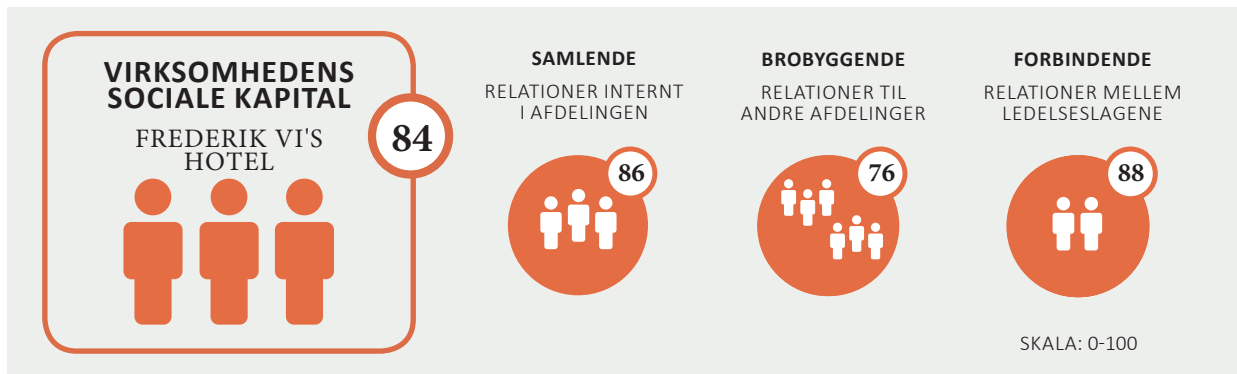 VIRKSOMHEDENS
SOCIALE KAPITAL
FREDERIK VI'S
HOTEL
84
SAMLENDE
RELATIONER INTERNT
I AFDELINGEN
86
BROBYGGENDE
RELATIONER TIL
ANDRE AFDELINGER
76
FORBINDENDE
RELATIONER MELLEM
LEDELSESLAGENE
88
SKALA: 0-100